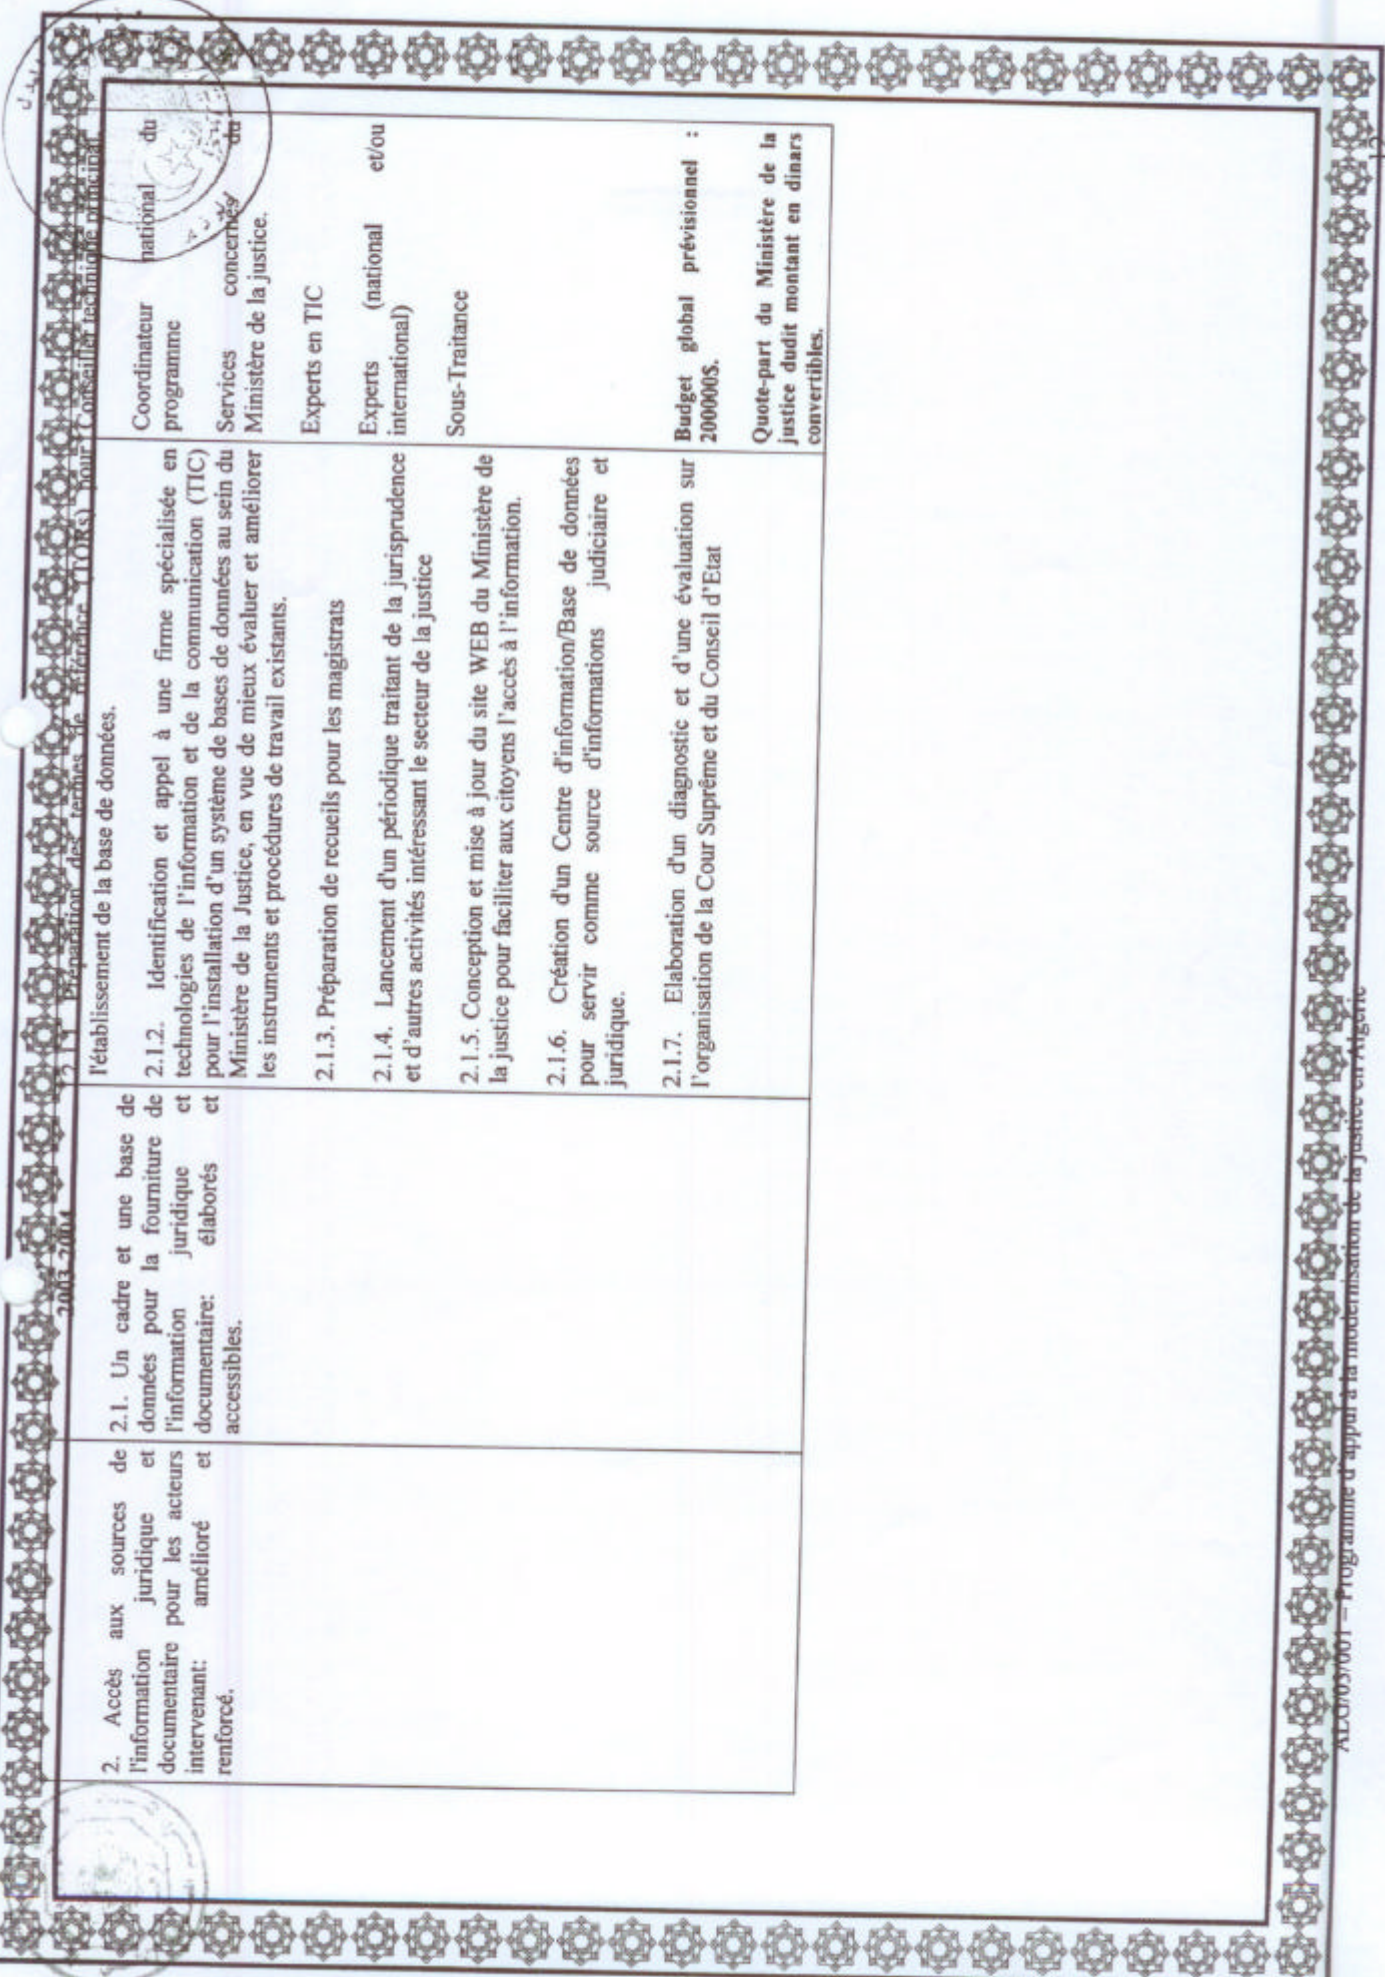 2003-2004
2.1.1. Préparation des termes de référence (TORs) pour
l'établissement de la base de données.
Conseiller technique principal
2. Accès aux sources de
l'information juridique et
documentaire pour les acteurs
intervenant: amélioré et
renforcé.
2.1. Un cadre et une base de
données pour la fourniture de
l'information juridique et
documentaire: élaborés et
accessibles.
2.1.2. Identification et appel à une firme spécialisée en
technologies de l'information et de la communication (TIC)
pour l'installation d'un système de bases de données au sein du
Ministère de la Justice, en vue de mieux évaluer et améliorer
les instruments et procédures de travail existants.
2.1.3. Préparation de recueils pour les magistrats
2.1.4. Lancement d'un périodique traitant de la jurisprudence
et d'autres activités intéressant le secteur de la justice
2.1.5. Conception et mise à jour du site WEB du Ministère de
la justice pour faciliter aux citoyens l'accès à l'information.
2.1.6. Création d'un Centre d'information/Base de données
pour servir comme source d'informations judiciaire et
juridique.
2.1.7. Elaboration d'un diagnostic et d'une évaluation sur
l'organisation de la Cour Suprême et du Conseil d'Etat
Coordinateur national du
programme
Services concernés du
Ministère de la justice.
Experts en TIC
Experts (national et/ou
international)
Sous-Traitance
Budget global prévisionnel :
200000$.
Quote-part du Ministère de la
justice dudit montant en dinars
convertibles.
ALG/03/001 – Programme d'appui à la modernisation de la justice en Algérie
12